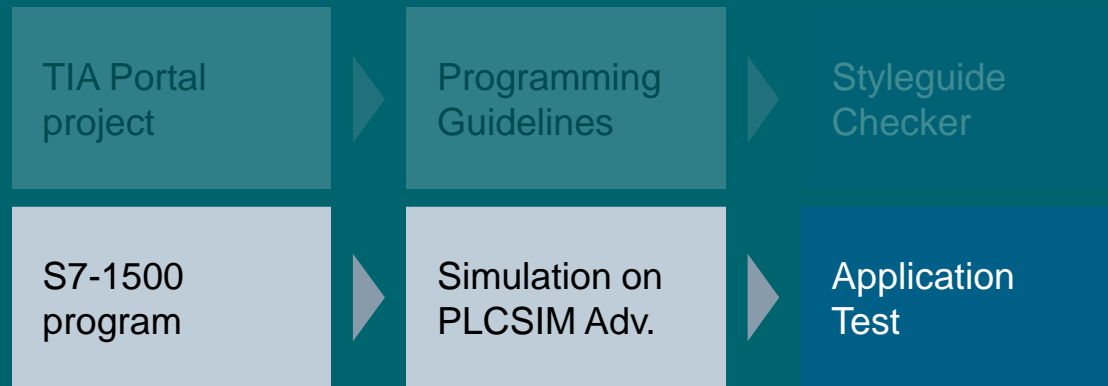 TIA Portal
project
Programming
Guidelines
Styleguide
Checker
S7-1500
program
Simulation on
PLCSIM Adv.
Application
Test